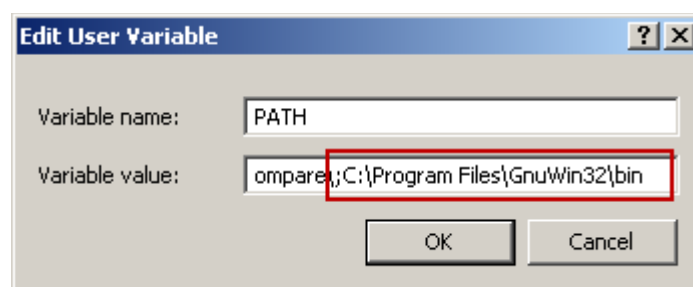 Edit User Variable
Variable name: PATH
Variable value: ompare\;C:\Program Files\GnuWin32\bin
OK Cancel